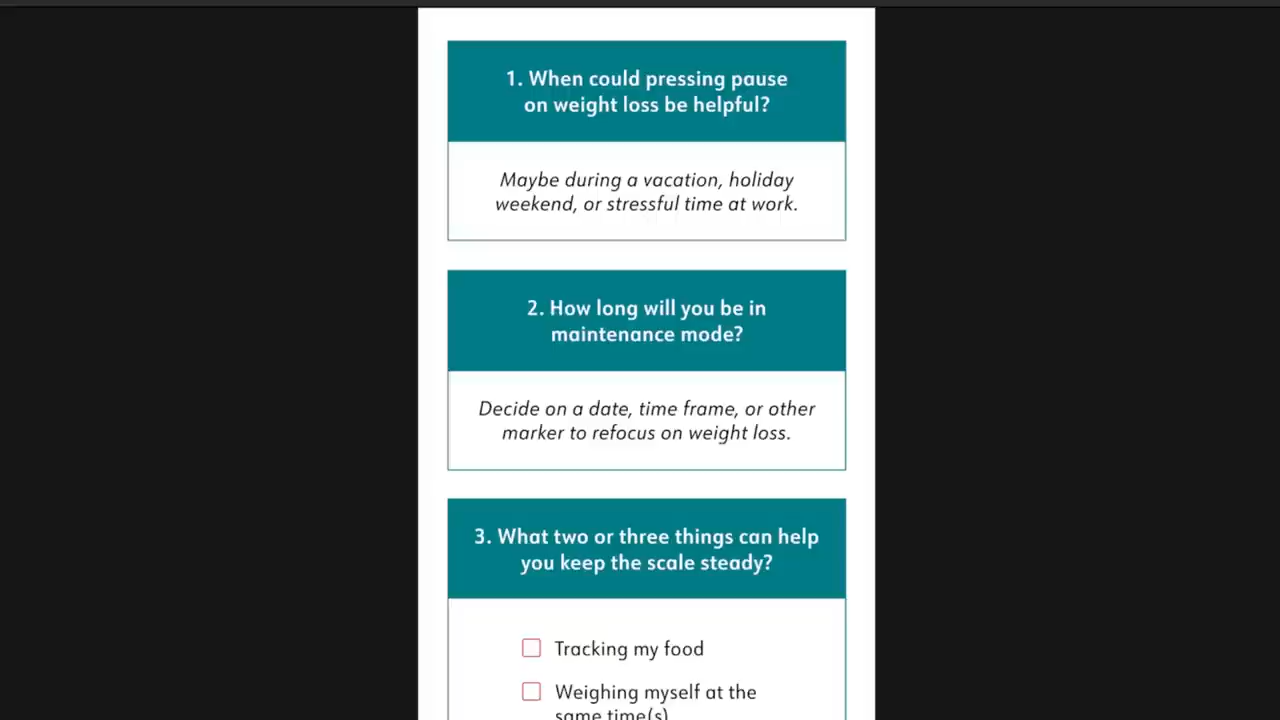 1. When could pressing pause
on weight loss be helpful?
Maybe during a vacation, holiday
weekend, or stressful time at work.
2. How long will you be in
maintenance mode?
Decide on a date, time frame, or other
marker to refocus on weight loss.
3. What two or three things can help
you keep the scale steady?
Tracking my food
Weighing myself at the
same time(s)